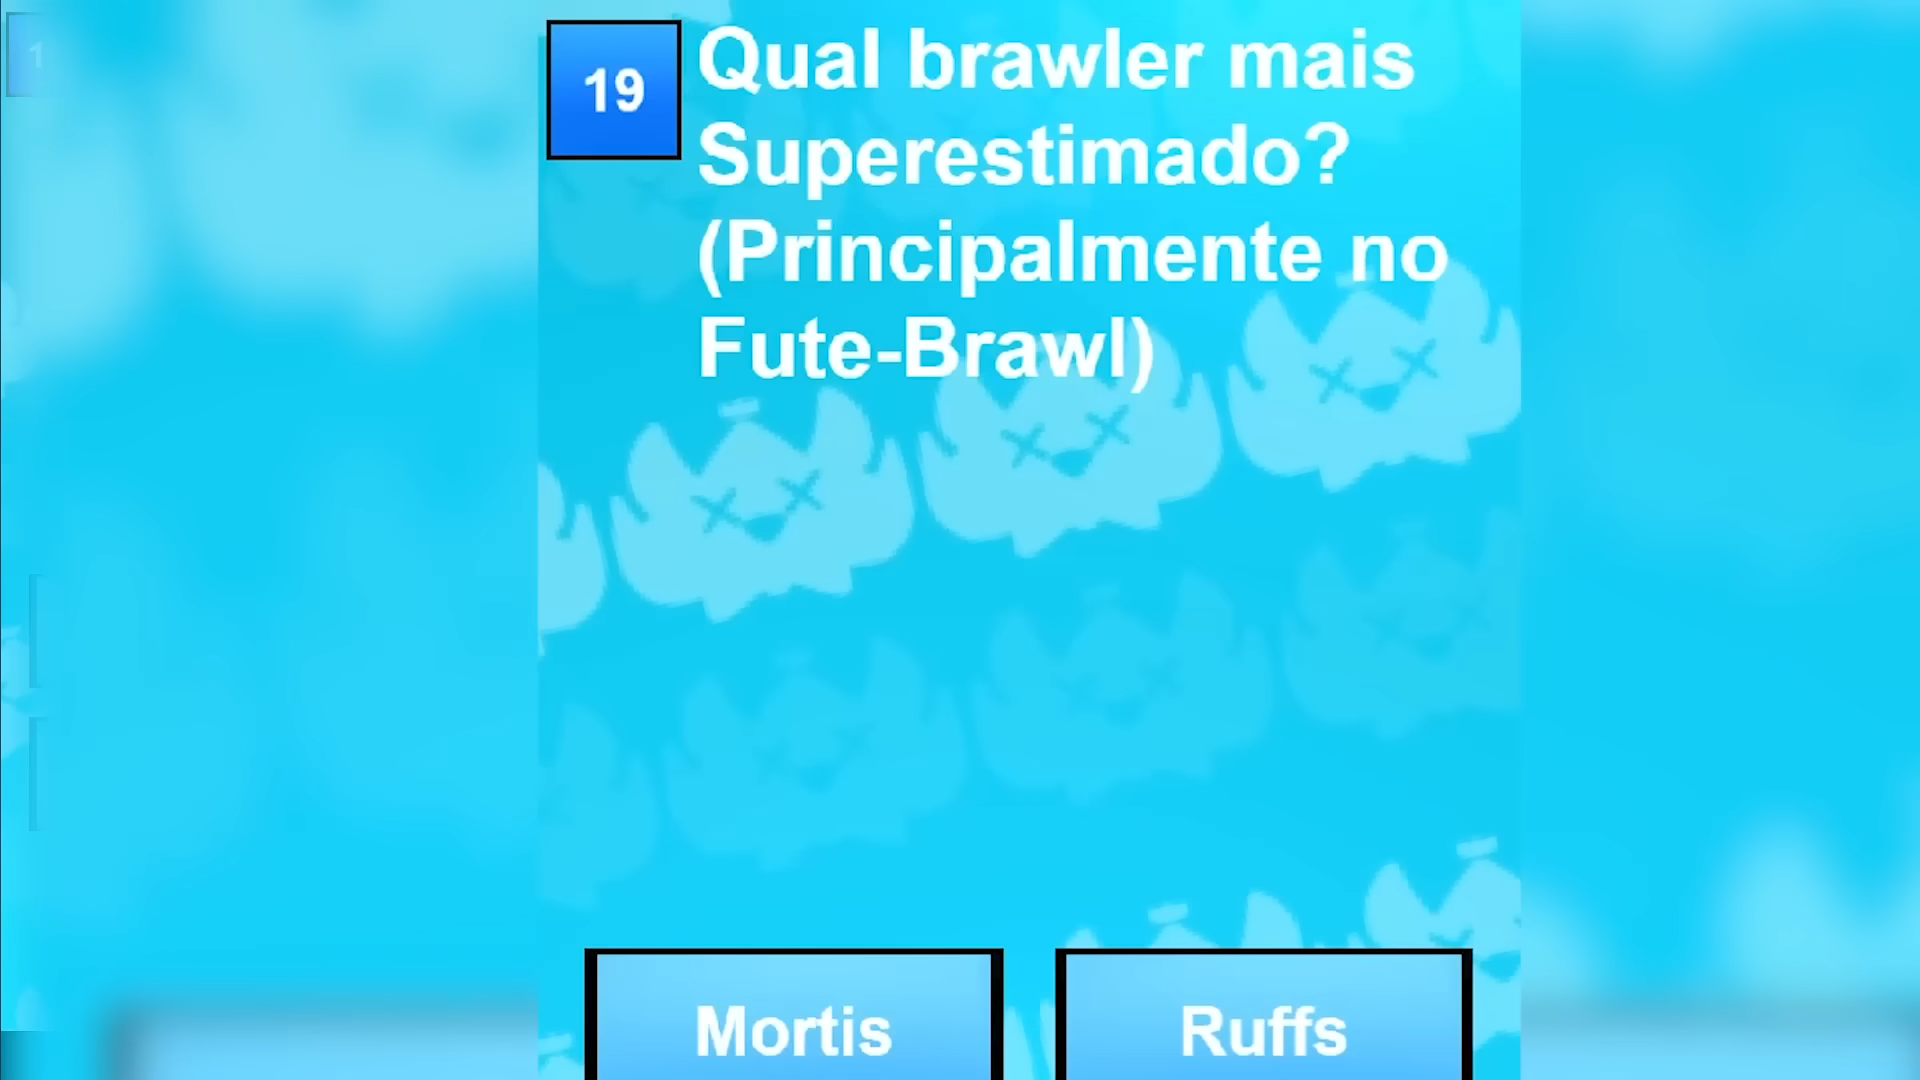 19
Qual brawler mais
Superestimado?
(Principalmente no
Fute-Brawl)
Mortis
Ruffs